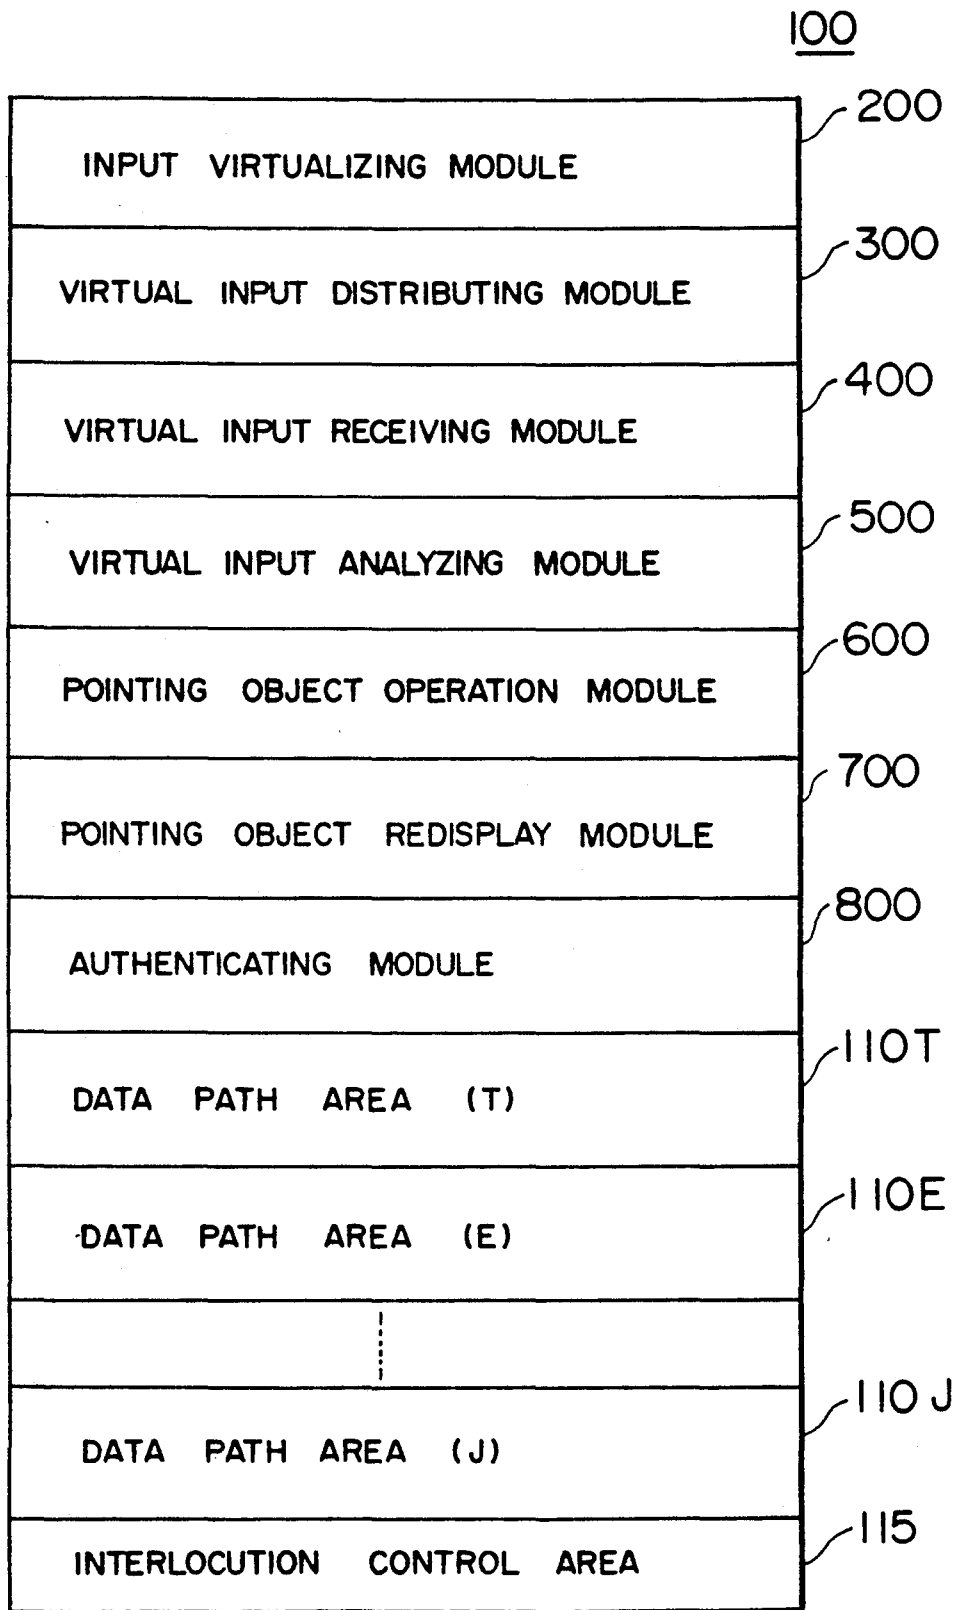 100
INPUT VIRTUALIZING MODULE 200
VIRTUAL INPUT DISTRIBUTING MODULE 300
VIRTUAL INPUT RECEIVING MODULE 400
VIRTUAL INPUT ANALYZING MODULE 500
POINTING OBJECT OPERATION MODULE 600
POINTING OBJECT REDISPLAY MODULE 700
AUTHENTICATING MODULE 800
DATA PATH AREA (T) 110T
DATA PATH AREA (E) 110E
DATA PATH AREA (J) 110J
INTERLOCUTION CONTROL AREA 115